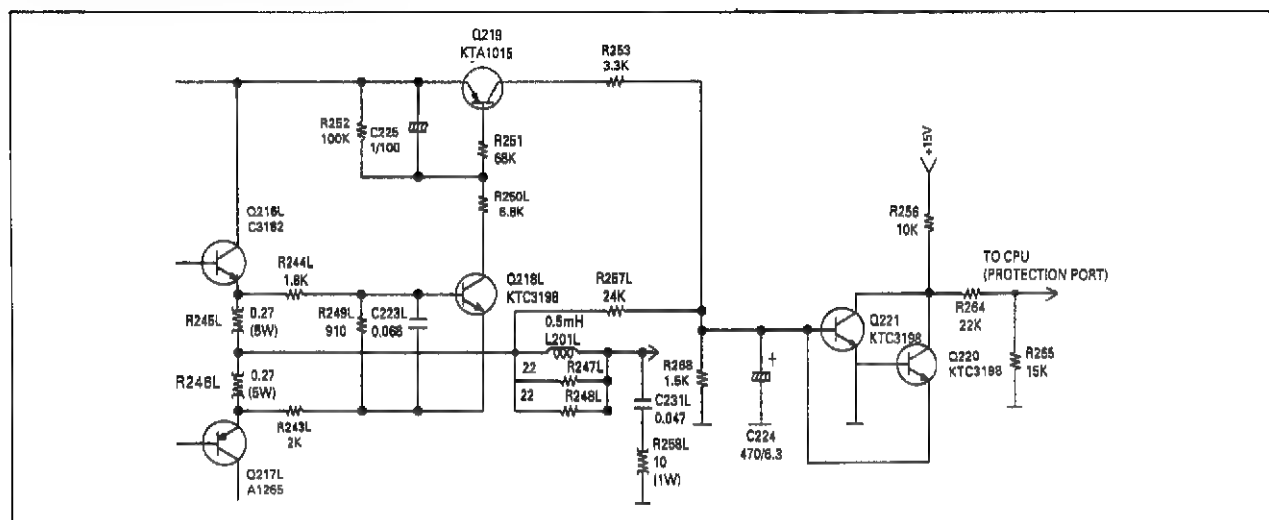 Q219
KTA1015
R253
3.3K
R252
100K
C225
1/100
R251
68K
R250L
6.8K
+15V
R256
10K
Q216L
C3182
R244L
1.8K
Q218L
KTC3198
R257L
24K
TO CPU
(PROTECTION PORT)
R245L
0.27
(5W)
R249L
910
C223L
0.068
0.5mH
L201L
Q221
KTC3198
R264
22K
R246L
0.27
(5W)
22
R247L
22
R248L
R268
1.5K
+
Q220
KTC3198
R265
15K
R243L
2K
C231L
0.047
C224
470/6.3
Q217L
A1265
R258L
10
(1W)